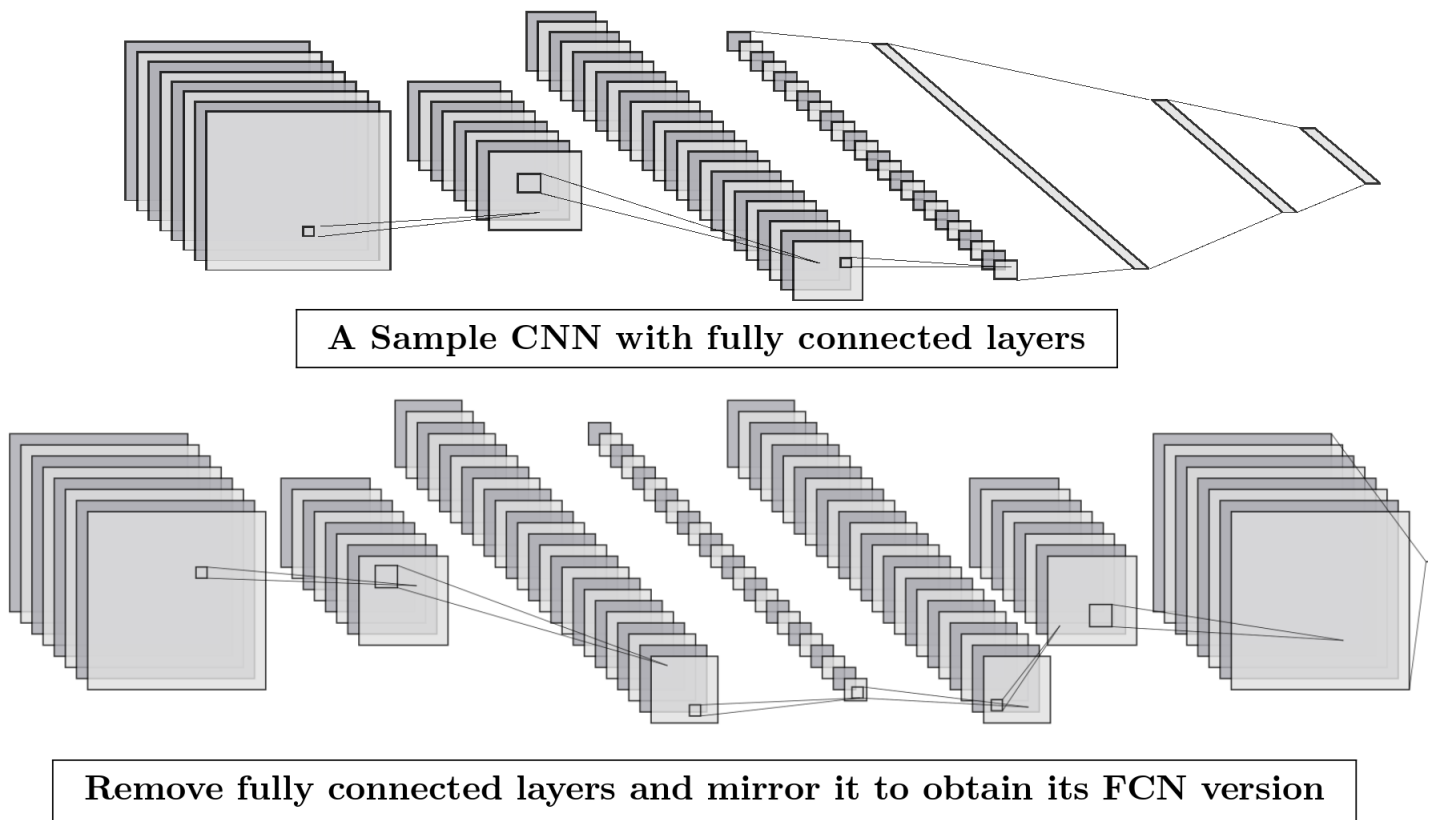 A Sample CNN with fully connected layers
Remove fully connected layers and mirror it to obtain its FCN version